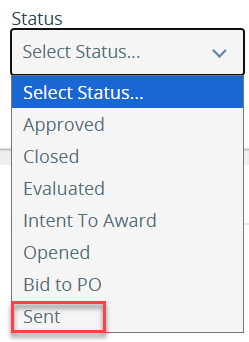 Status
Select Status...
Select Status...
Approved
Closed
Evaluated
Intent To Award
Opened
Bid to PO
Sent